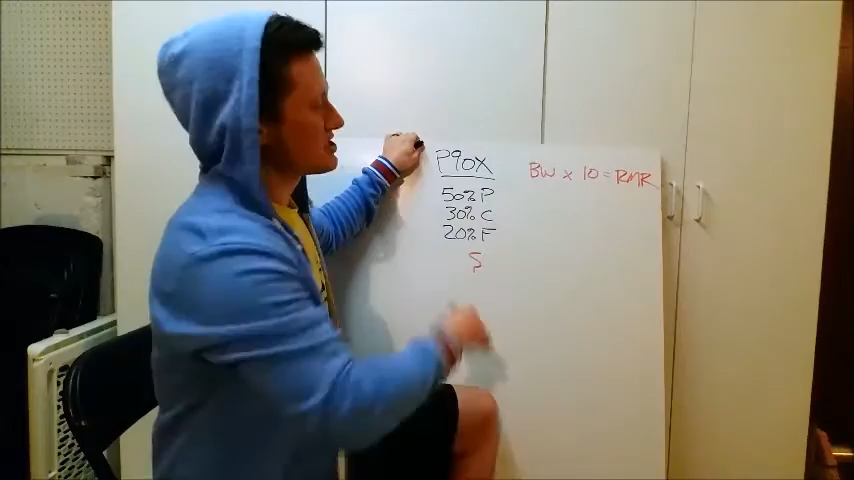 P90X
50% P
30% C
20% F
S
BW x 10 = RMR